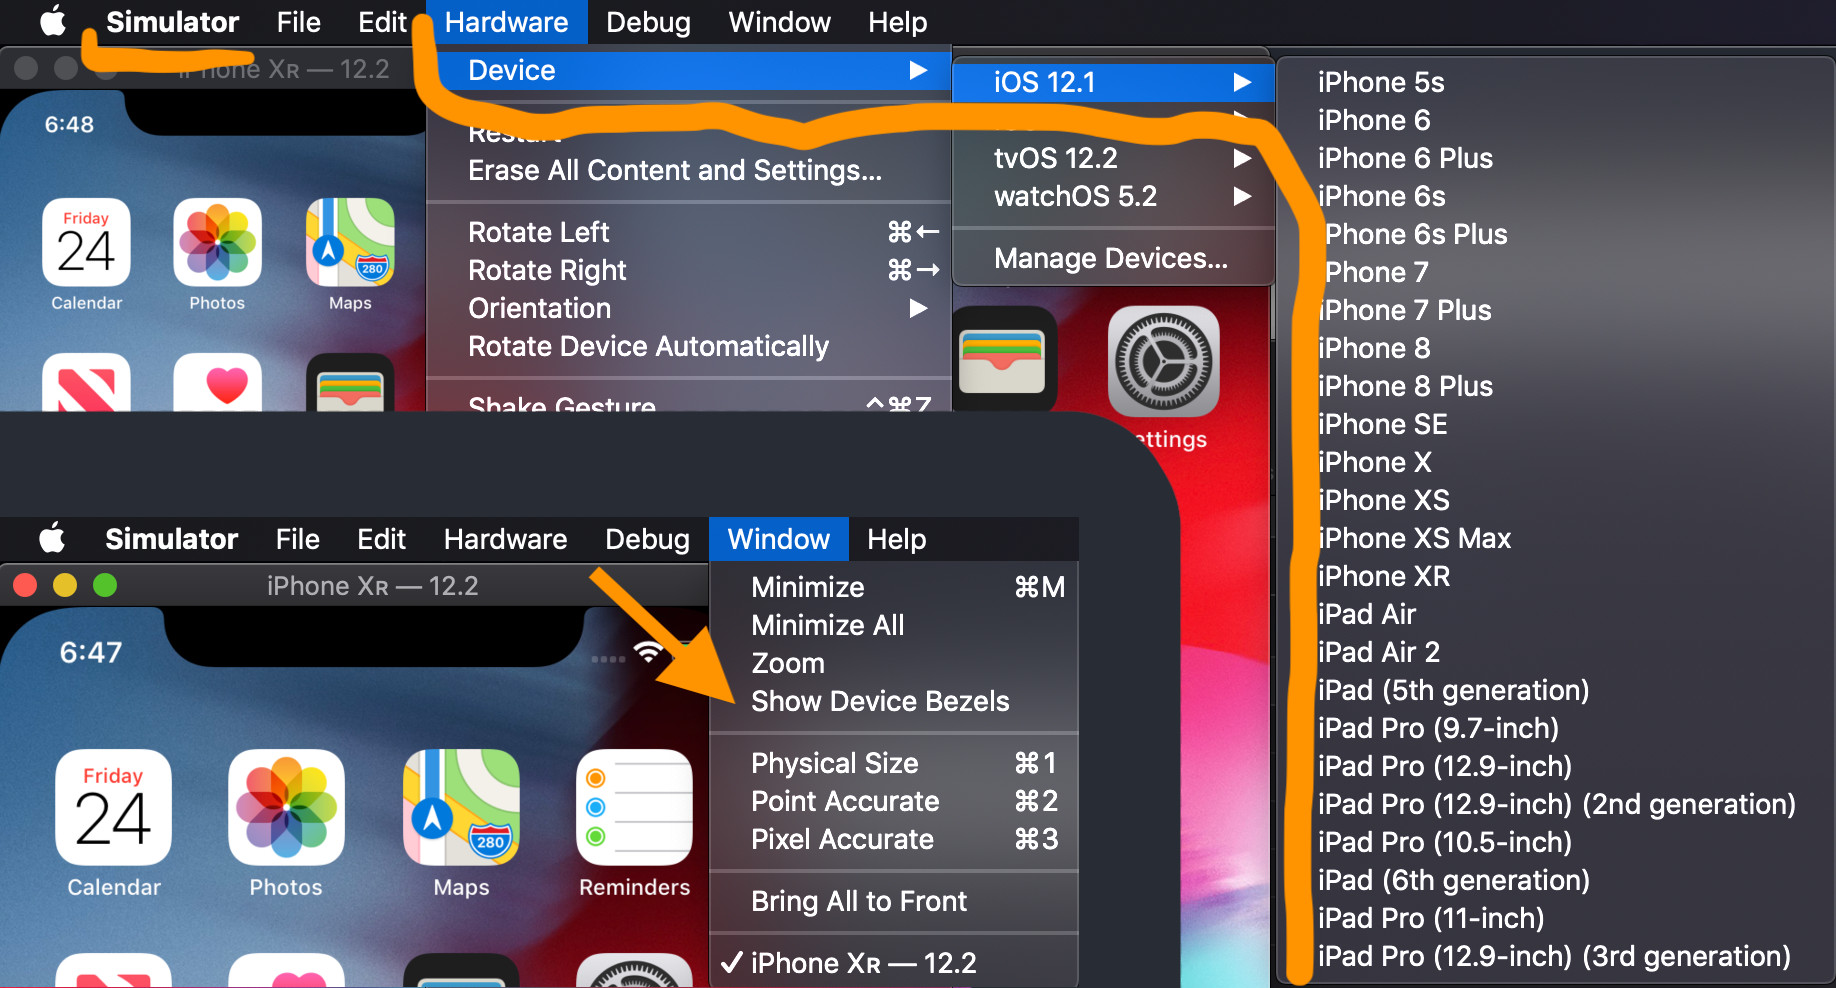 Simulator File Edit Hardware Debug Window Help
iPhone XR — 12.2
6:48
Friday
24
Calendar
Photos
280
Maps
Device
Restart
Erase All Content and Settings...
Rotate Left ⌘←
Rotate Right ⌘→
Orientation
Rotate Device Automatically
Shake Gesture ^⌘Z
iOS 12.1
tvOS 12.2
watchOS 5.2
Manage Devices...
ettings
iPhone 5s
iPhone 6
iPhone 6 Plus
iPhone 6s
iPhone 6s Plus
iPhone 7
iPhone 7 Plus
iPhone 8
iPhone 8 Plus
iPhone SE
iPhone X
iPhone XS
iPhone XS Max
iPhone XR
iPad Air
iPad Air 2
iPad (5th generation)
iPad Pro (9.7-inch)
iPad Pro (12.9-inch)
iPad Pro (12.9-inch) (2nd generation)
iPad Pro (10.5-inch)
iPad (6th generation)
iPad Pro (11-inch)
iPad Pro (12.9-inch) (3rd generation)
Simulator File Edit Hardware Debug Window Help
iPhone XR — 12.2
6:47
Friday
24
Calendar
Photos
280
Maps
Reminders
Minimize ⌘M
Minimize All
Zoom
Show Device Bezels
Physical Size ⌘1
Point Accurate ⌘2
Pixel Accurate ⌘3
Bring All to Front
✓ iPhone XR — 12.2